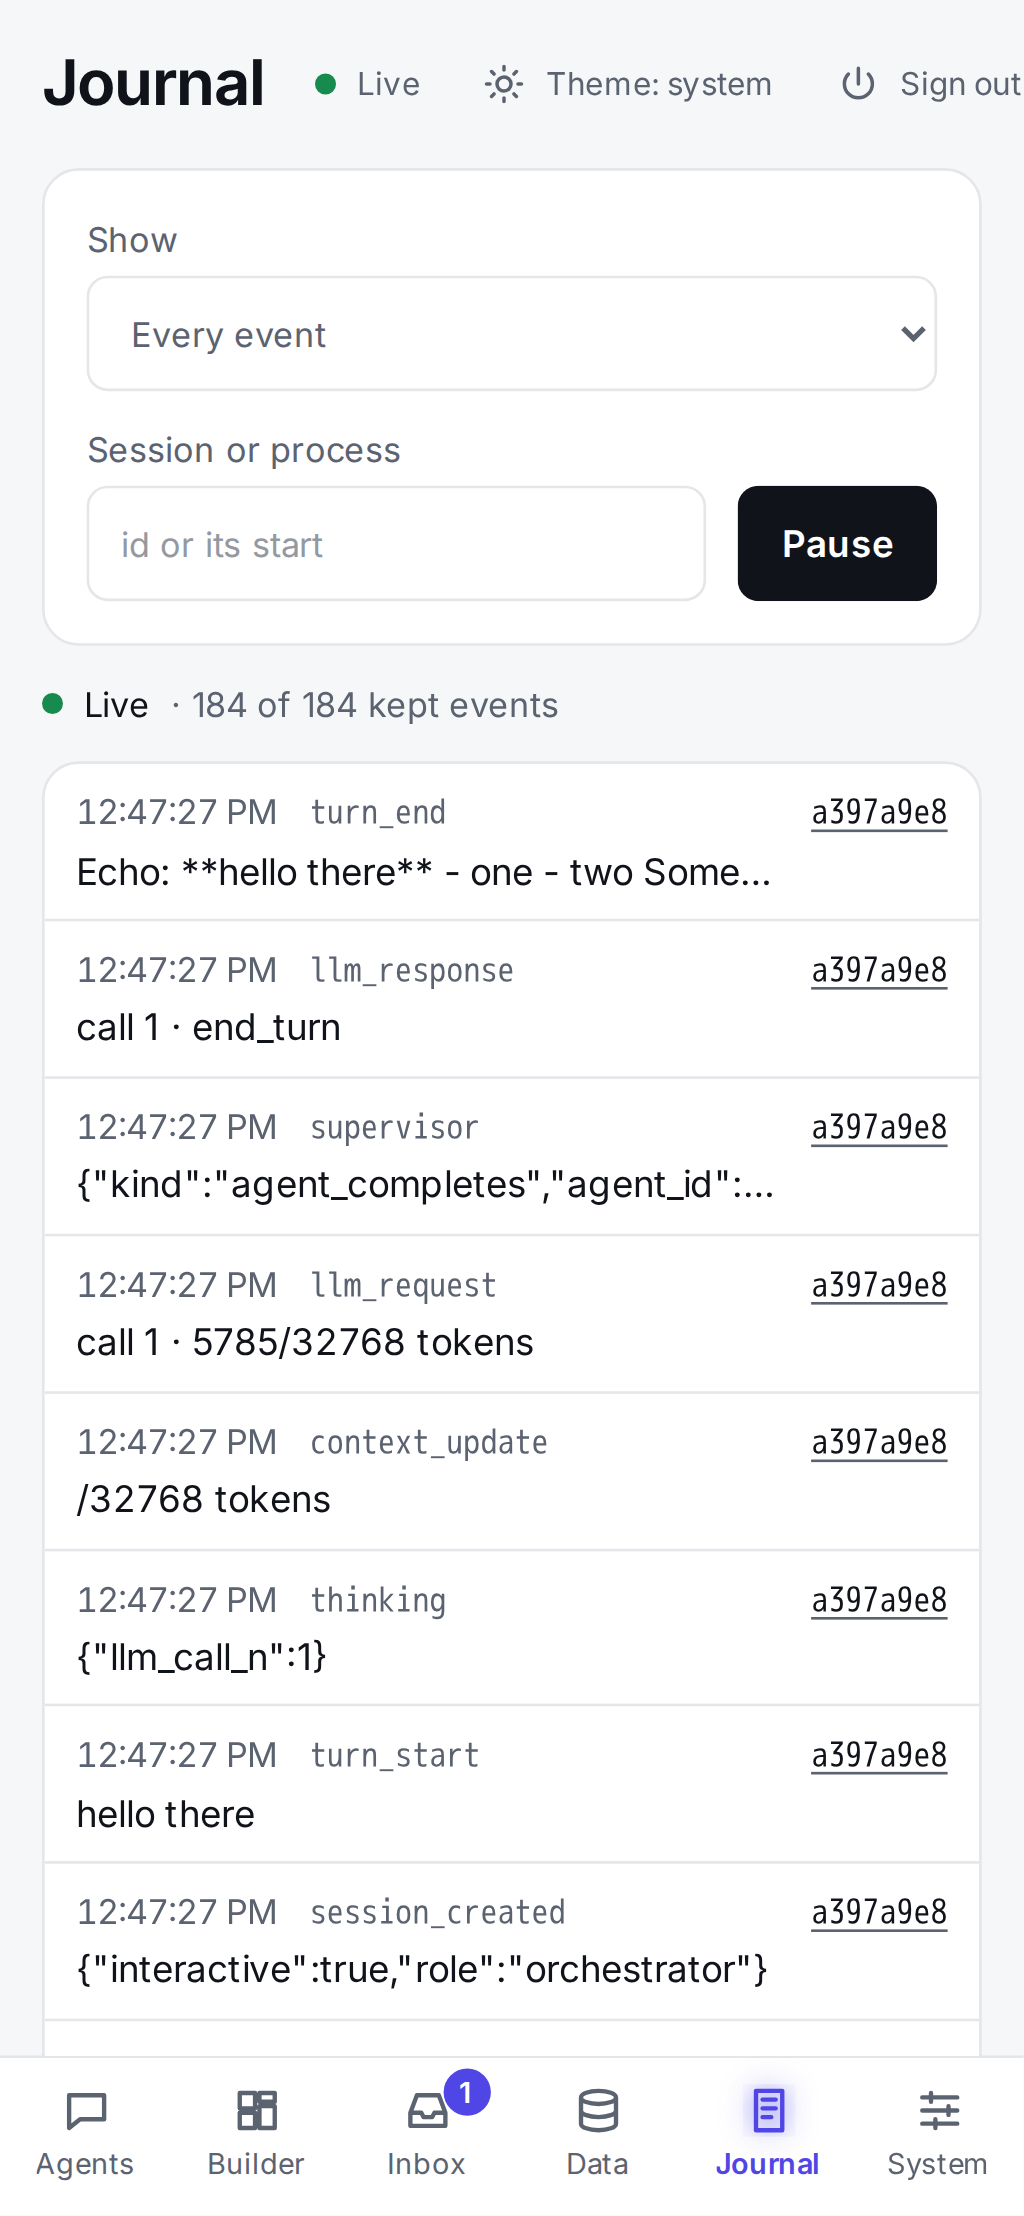 Journal Live Theme: system Sign out
Show
Every event
Session or process
id or its start Pause
Live · 184 of 184 kept events
12:47:27 PM turn_end a397a9e8
Echo: **hello there** - one - two Some...
12:47:27 PM llm_response a397a9e8
call 1 · end_turn
12:47:27 PM supervisor a397a9e8
{"kind":"agent_completes","agent_id":...
12:47:27 PM llm_request a397a9e8
call 1 · 5785/32768 tokens
12:47:27 PM context_update a397a9e8
/32768 tokens
12:47:27 PM thinking a397a9e8
{"llm_call_n":1}
12:47:27 PM turn_start a397a9e8
hello there
12:47:27 PM session_created a397a9e8
{"interactive":true,"role":"orchestrator"}
1
Agents Builder Inbox Data Journal System